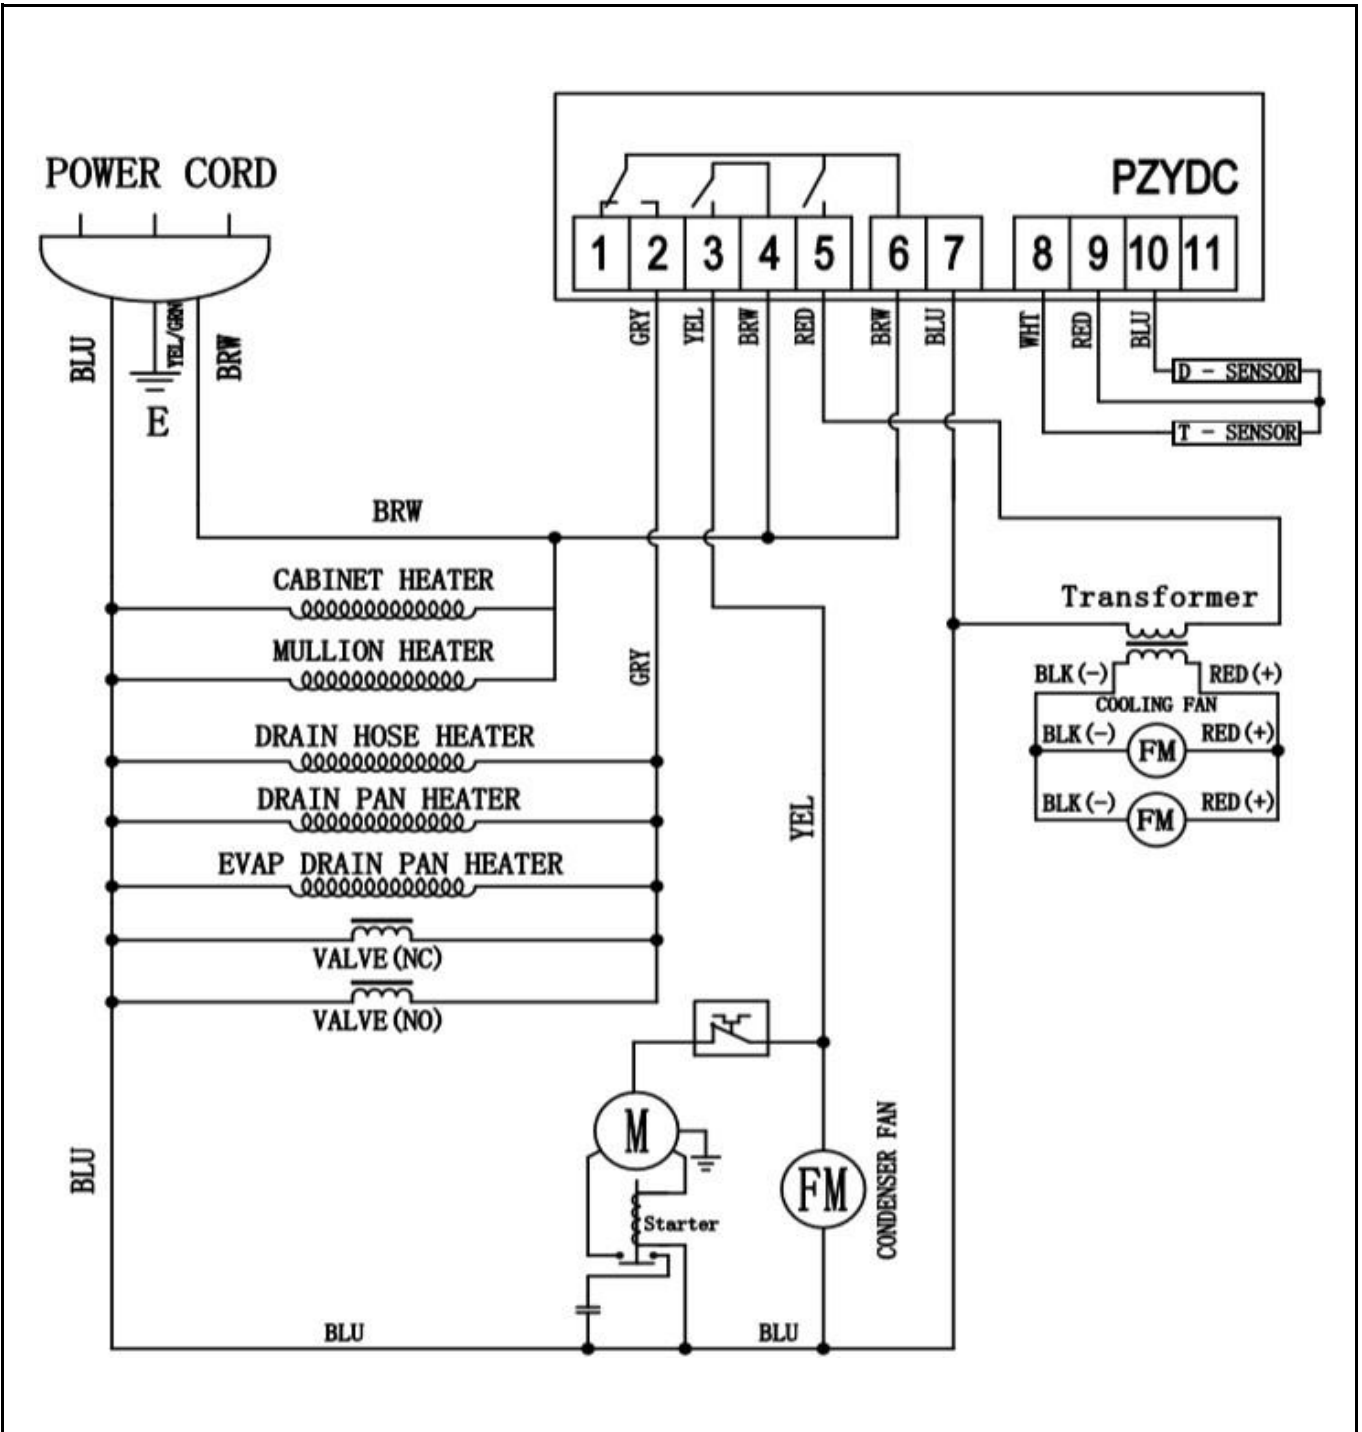 POWER CORD
PZYDC
1 2 3 4 5 6 7 8 9 10 11
BLU
YEL/GRN
BRW
E
GRY
YEL
BRW
RED
BRW
BLU
WHT
RED
BLU
D - SENSOR
T - SENSOR
BRW
CABINET HEATER
MULLION HEATER
GRY
DRAIN HOSE HEATER
DRAIN PAN HEATER
EVAP DRAIN PAN HEATER
VALVE(NC)
VALVE(NO)
YEL
Transformer
BLK(-) RED(+)
COOLING FAN
BLK(-) FM RED(+)
BLK(-) FM RED(+)
BLU
M
Starter
FM
CONDENSER FAN
BLU
BLU